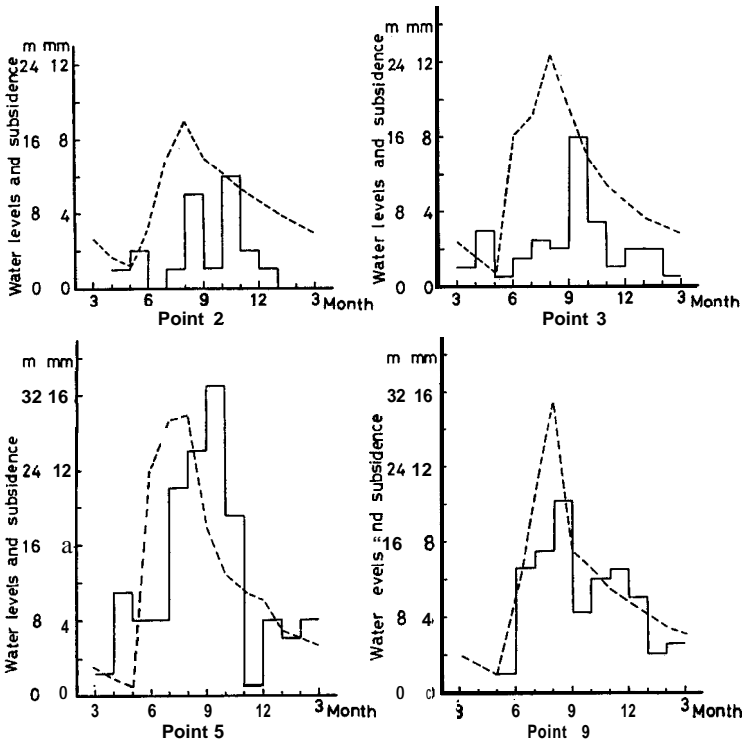 m mm
24 12
16 8
8 4
0 0
Water levels and subsidence
3 6 9 12 3 Month
Point 2
m mm
24 12
16 8
8 4
0 0
Water levels and subsidence
3 6 9 12 3 Month
Point 3
m mm
32 16
24 12
16 a
8 4
0 0
Water levels and subsidence
3 6 9 12 3 Month
Point 5
m mm
32 16
24 12
16 8
8 4
0
Water evels nd subsidence
3 6 9 12 3 Month
Point 9